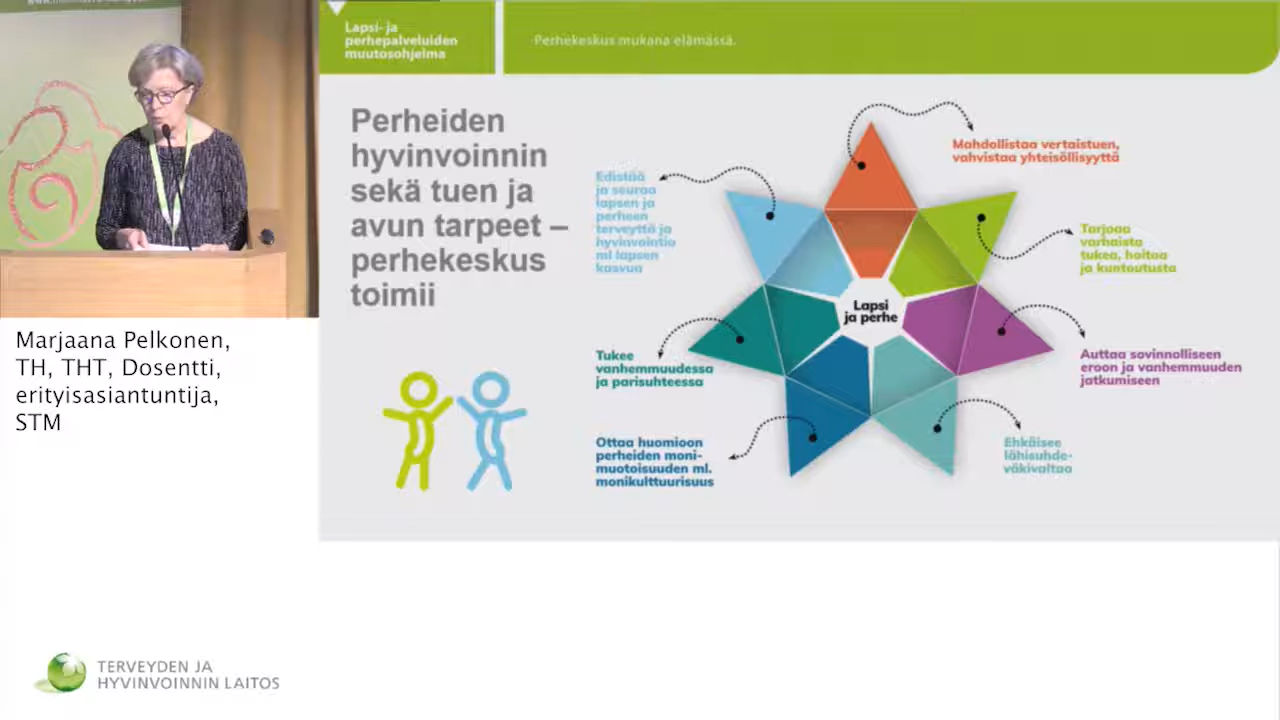 Lapsi- ja
perhepalveluiden
muutosohjelma
Perhekeskus mukana elämässä.
Perheiden
hyvinvoinnin
sekä tuen ja
avun tarpeet –
perhekeskus
toimii
Mahdollistaa vertaistuen,
vahvistaa yhteisöllisyyttä
Edistää
ja seuraa
lapsen ja
perheen
terveyttä ja
hyvinvointia
ml lapsen
kasvua
Tarjoaa
varhaista
tukea, hoitoa
ja kuntoutusta
Lapsi
ja perhe
Tukee
vanhemmuudessa
ja parisuhteessa
Auttaa sovinnolliseen
eroon ja vanhemmuuden
jatkumiseen
Ottaa huomioon
perheiden moni-
muotoisuuden ml.
monikulttuurisuus
Ehkäisee
lähisuhde-
väkivaltaa
Marjaana Pelkonen,
TH, THT, Dosentti,
erityisasiantuntija,
STM
TERVEYDEN JA
HYVINVOINNIN LAITOS